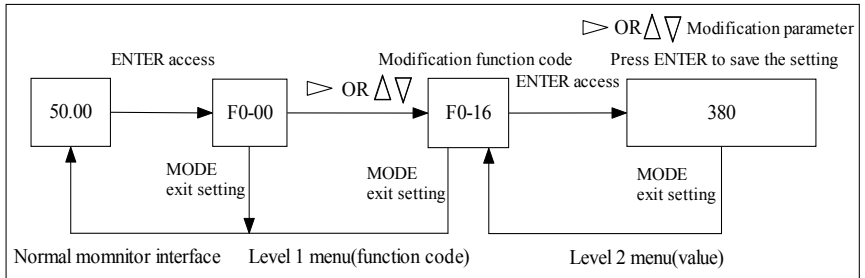 OR Modification parameter
ENTER access
Modification function code
Press ENTER to save the setting
OR
ENTER access
50.00
F0-00
F0-16
380
MODE
exit setting
MODE
exit setting
MODE
exit setting
Normal momnitor interface
Level 1 menu(function code)
Level 2 menu(value)